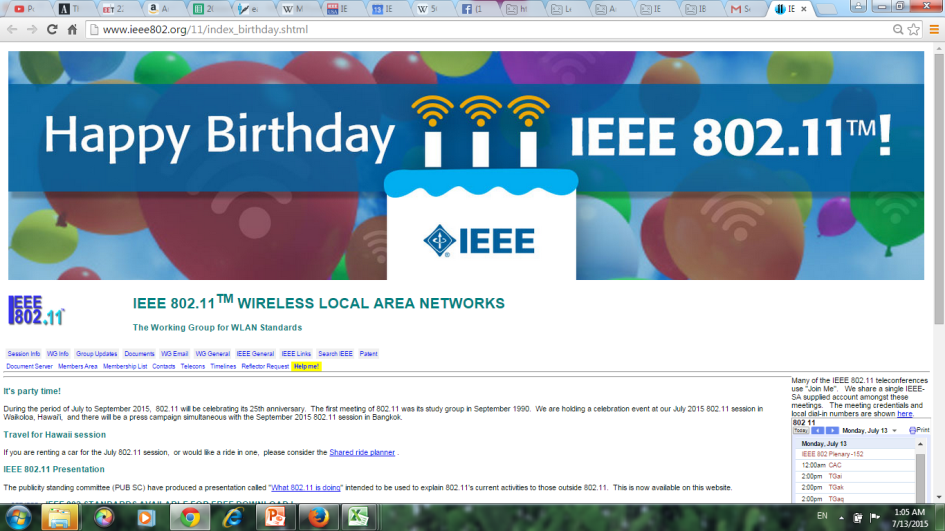 www.ieee802.org/11/index_birthday.shtml
Happy Birthday IEEE 802.11™!
IEEE
IEEE
802.11
IEEE 802.11TM WIRELESS LOCAL AREA NETWORKS
The Working Group for WLAN Standards
Session Info WG Info Group Updates Documents WG Email WG General IEEE General IEEE Links Search IEEE Patent
Document Server Members Area Membership List Contacts Telecons Timelines Reflector Request Help me!
It's party time!
During the period of July to September 2015, 802.11 will be celebrating its 25th anniversary. The first meeting of 802.11 was its study group in September 1990. We are holding a celebration event at our July 2015 802.11 session in
Waikoloa, Hawai'i, and there will be a press campaign simultaneous with the September 2015 802.11 session in Bangkok.
Travel for Hawaii session
If you are renting a car for the July 2015 802.11 session, or would like a ride in one, please consider the Shared ride planner .
IEEE 802.11 Presentation
The publicity standing committee (PUB SC) have produced a presentation called "What 802.11 is doing" intended to be used to explain 802.11's current activities to those outside 802.11. This is now available on this website.
Many of the IEEE 802.11 teleconferences
use "Join Me". We share a single IEEE-
SA supplied account amongst these
meetings. The meeting credentials and
local dial-in numbers are shown here.
802 11
Today Monday, July 13 Print
Monday, July 13
IEEE 802 Plenary -152
12:00am CAC
2:00pm TGai
2:00pm TGak
2:00pm TGaq
EN
1:05 AM
7/13/2015